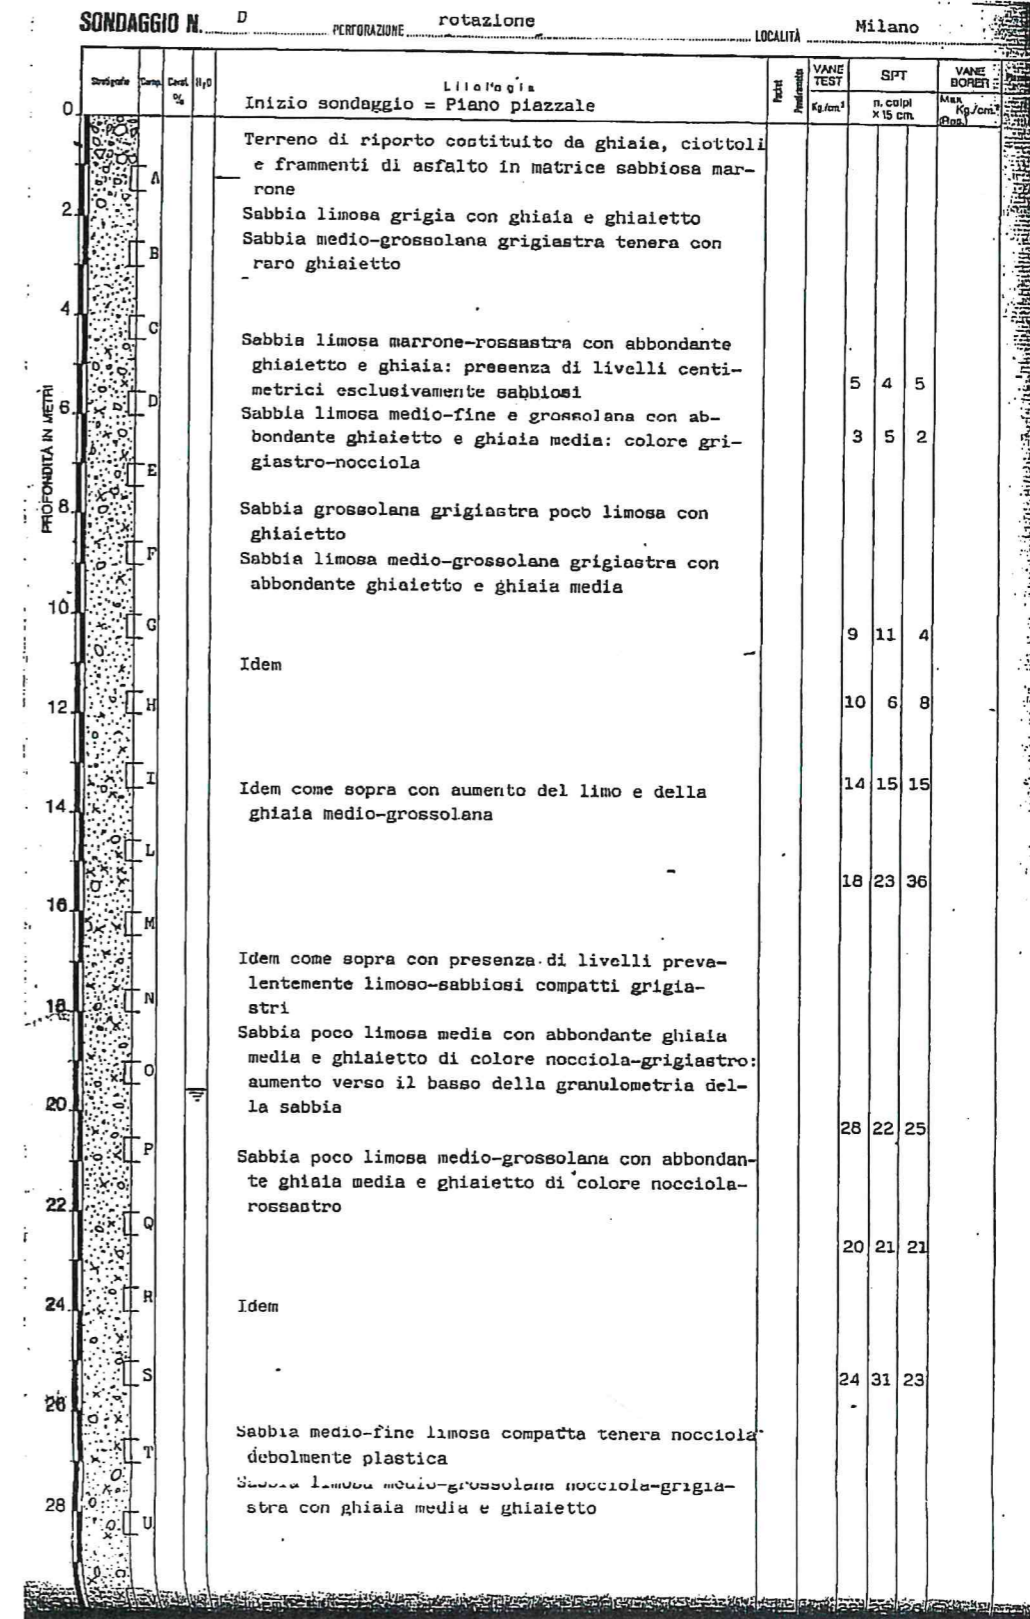 SONDAGGIO N. D PERFORAZIONE rotazione LOCALITÀ Milano
Stratigrafia Camp. Carot. % H₂O Litologia Pocket VANE TEST Kg./cm.² SPT n. colpi x 15 cm. VANE BORER Max Kg./cm.² (Res.)
0 Inizio sondaggio = Piano piazzale
Terreno di riporto costituito da ghiaia, ciottoli
A e frammenti di asfalto in matrice sabbiosa mar-
rone
2 Sabbia limosa grigia con ghiaia e ghiaietto
B Sabbia medio-grossolana grigiastra tenera con
raro ghiaietto
4
C Sabbia limosa marrone-rossastra con abbondante
ghiaietto e ghiaia: presenza di livelli centi-
metrici esclusivamente sabbiosi 5 4 5
D Sabbia limosa medio-fine e grossolana con ab-
6 bondante ghiaietto e ghiaia media: colore gri- 3 5 2
E giastro-nocciola
PROFONDITÀ IN METRI
8 Sabbia grossolana grigiastra poco limosa con
ghiaietto
F Sabbia limosa medio-grossolana grigiastra con
abbondante ghiaietto e ghiaia media
10
G 9 11 4
Idem
12 H 10 6 8
I Idem come sopra con aumento del limo e della 14 15 15
14 ghiaia medio-grossolana
L
18 23 36
16
M
Idem come sopra con presenza di livelli preva-
N lentemente limoso-sabbiosi compatti grigia-
18 stri
Sabbia poco limosa media con abbondante ghiaia
O media e ghiaietto di colore nocciola-grigiastro:
aumento verso il basso della granulometria del-
20 la sabbia
28 22 25
P Sabbia poco limosa medio-grossolana con abbondan-
te ghiaia media e ghiaietto di colore nocciola-
22 rossastro
Q
20 21 21
R
24 Idem
S 24 31 23
26
Sabbia medio-fine limosa compatta tenera nocciola
T debolmente plastica
Sabbia limosa medio-grossolana nocciola-grigia-
28 stra con ghiaia media e ghiaietto
U